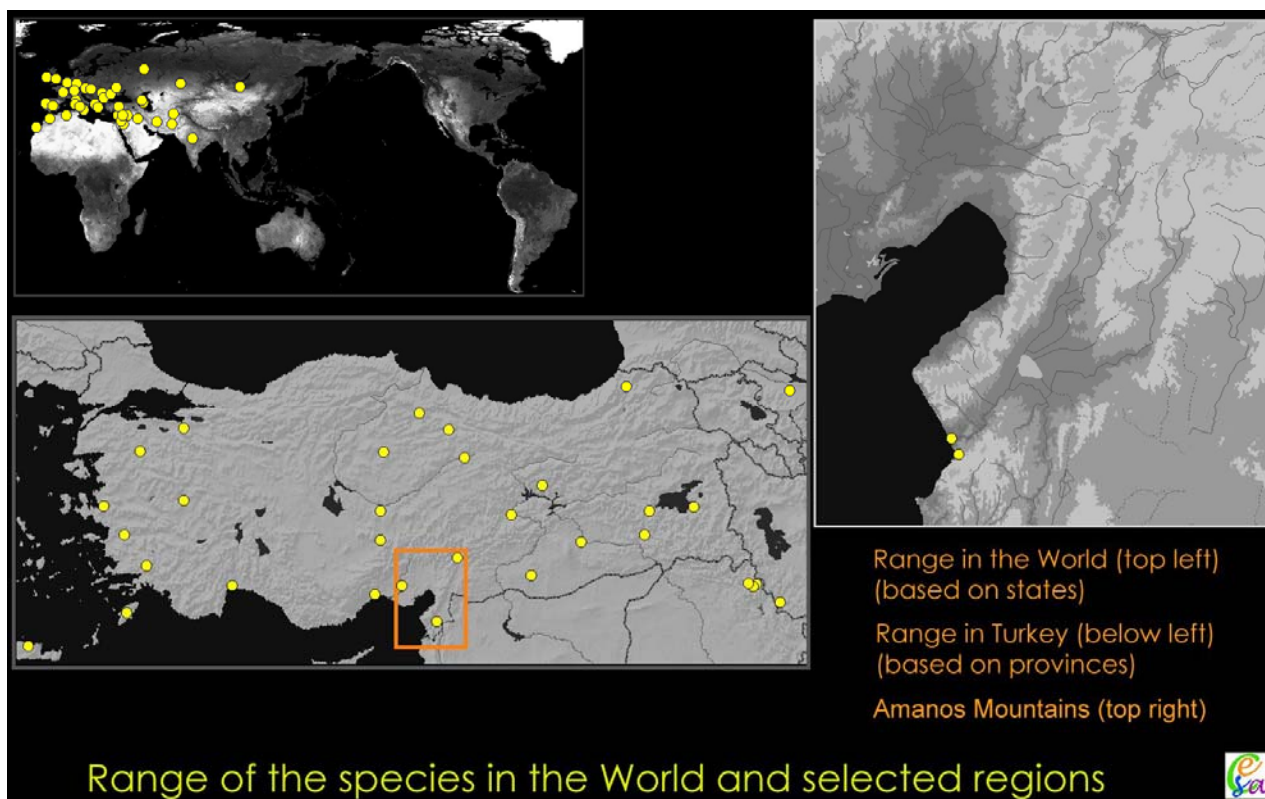 Range in the World (top left)
(based on states)
Range in Turkey (below left)
(based on provinces)
Amanos Mountains (top right)
Range of the species in the World and selected regions